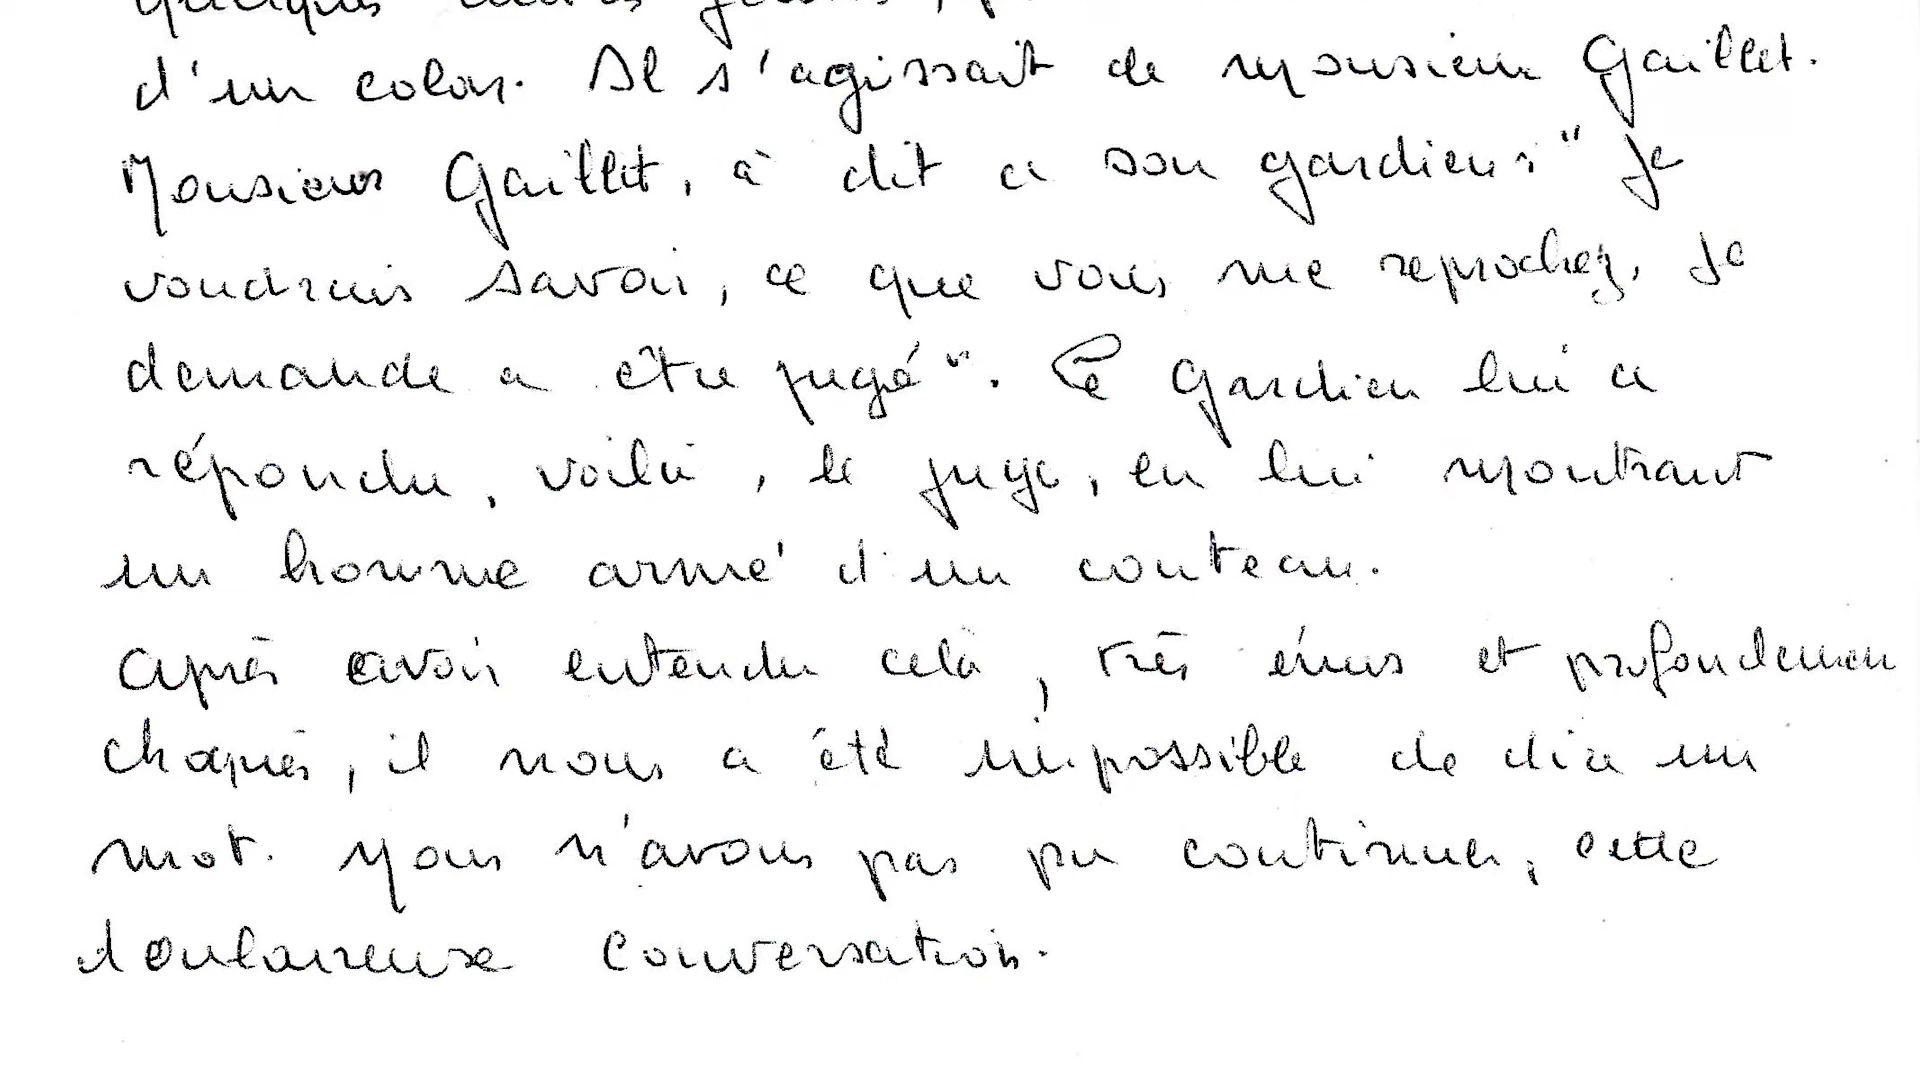 quelques
d'un colon. Il s'agissait de monsieur Gaillet.
Monsieur Gaillet, à dit a son gardien : " Je
voudrais savoir, ce que vous me reprochez, Je
demande a être jugé ". Le Gardien lui a
répondu, voilà, le juge, en lui montrant
un homme armé d'un couteau.
Après avoir entendu cela, très émus et profondemen
choqués, il nous a été impossible de dire un
mot. Nous n'avons pas pu continuer, cette
douloureuse conversation.